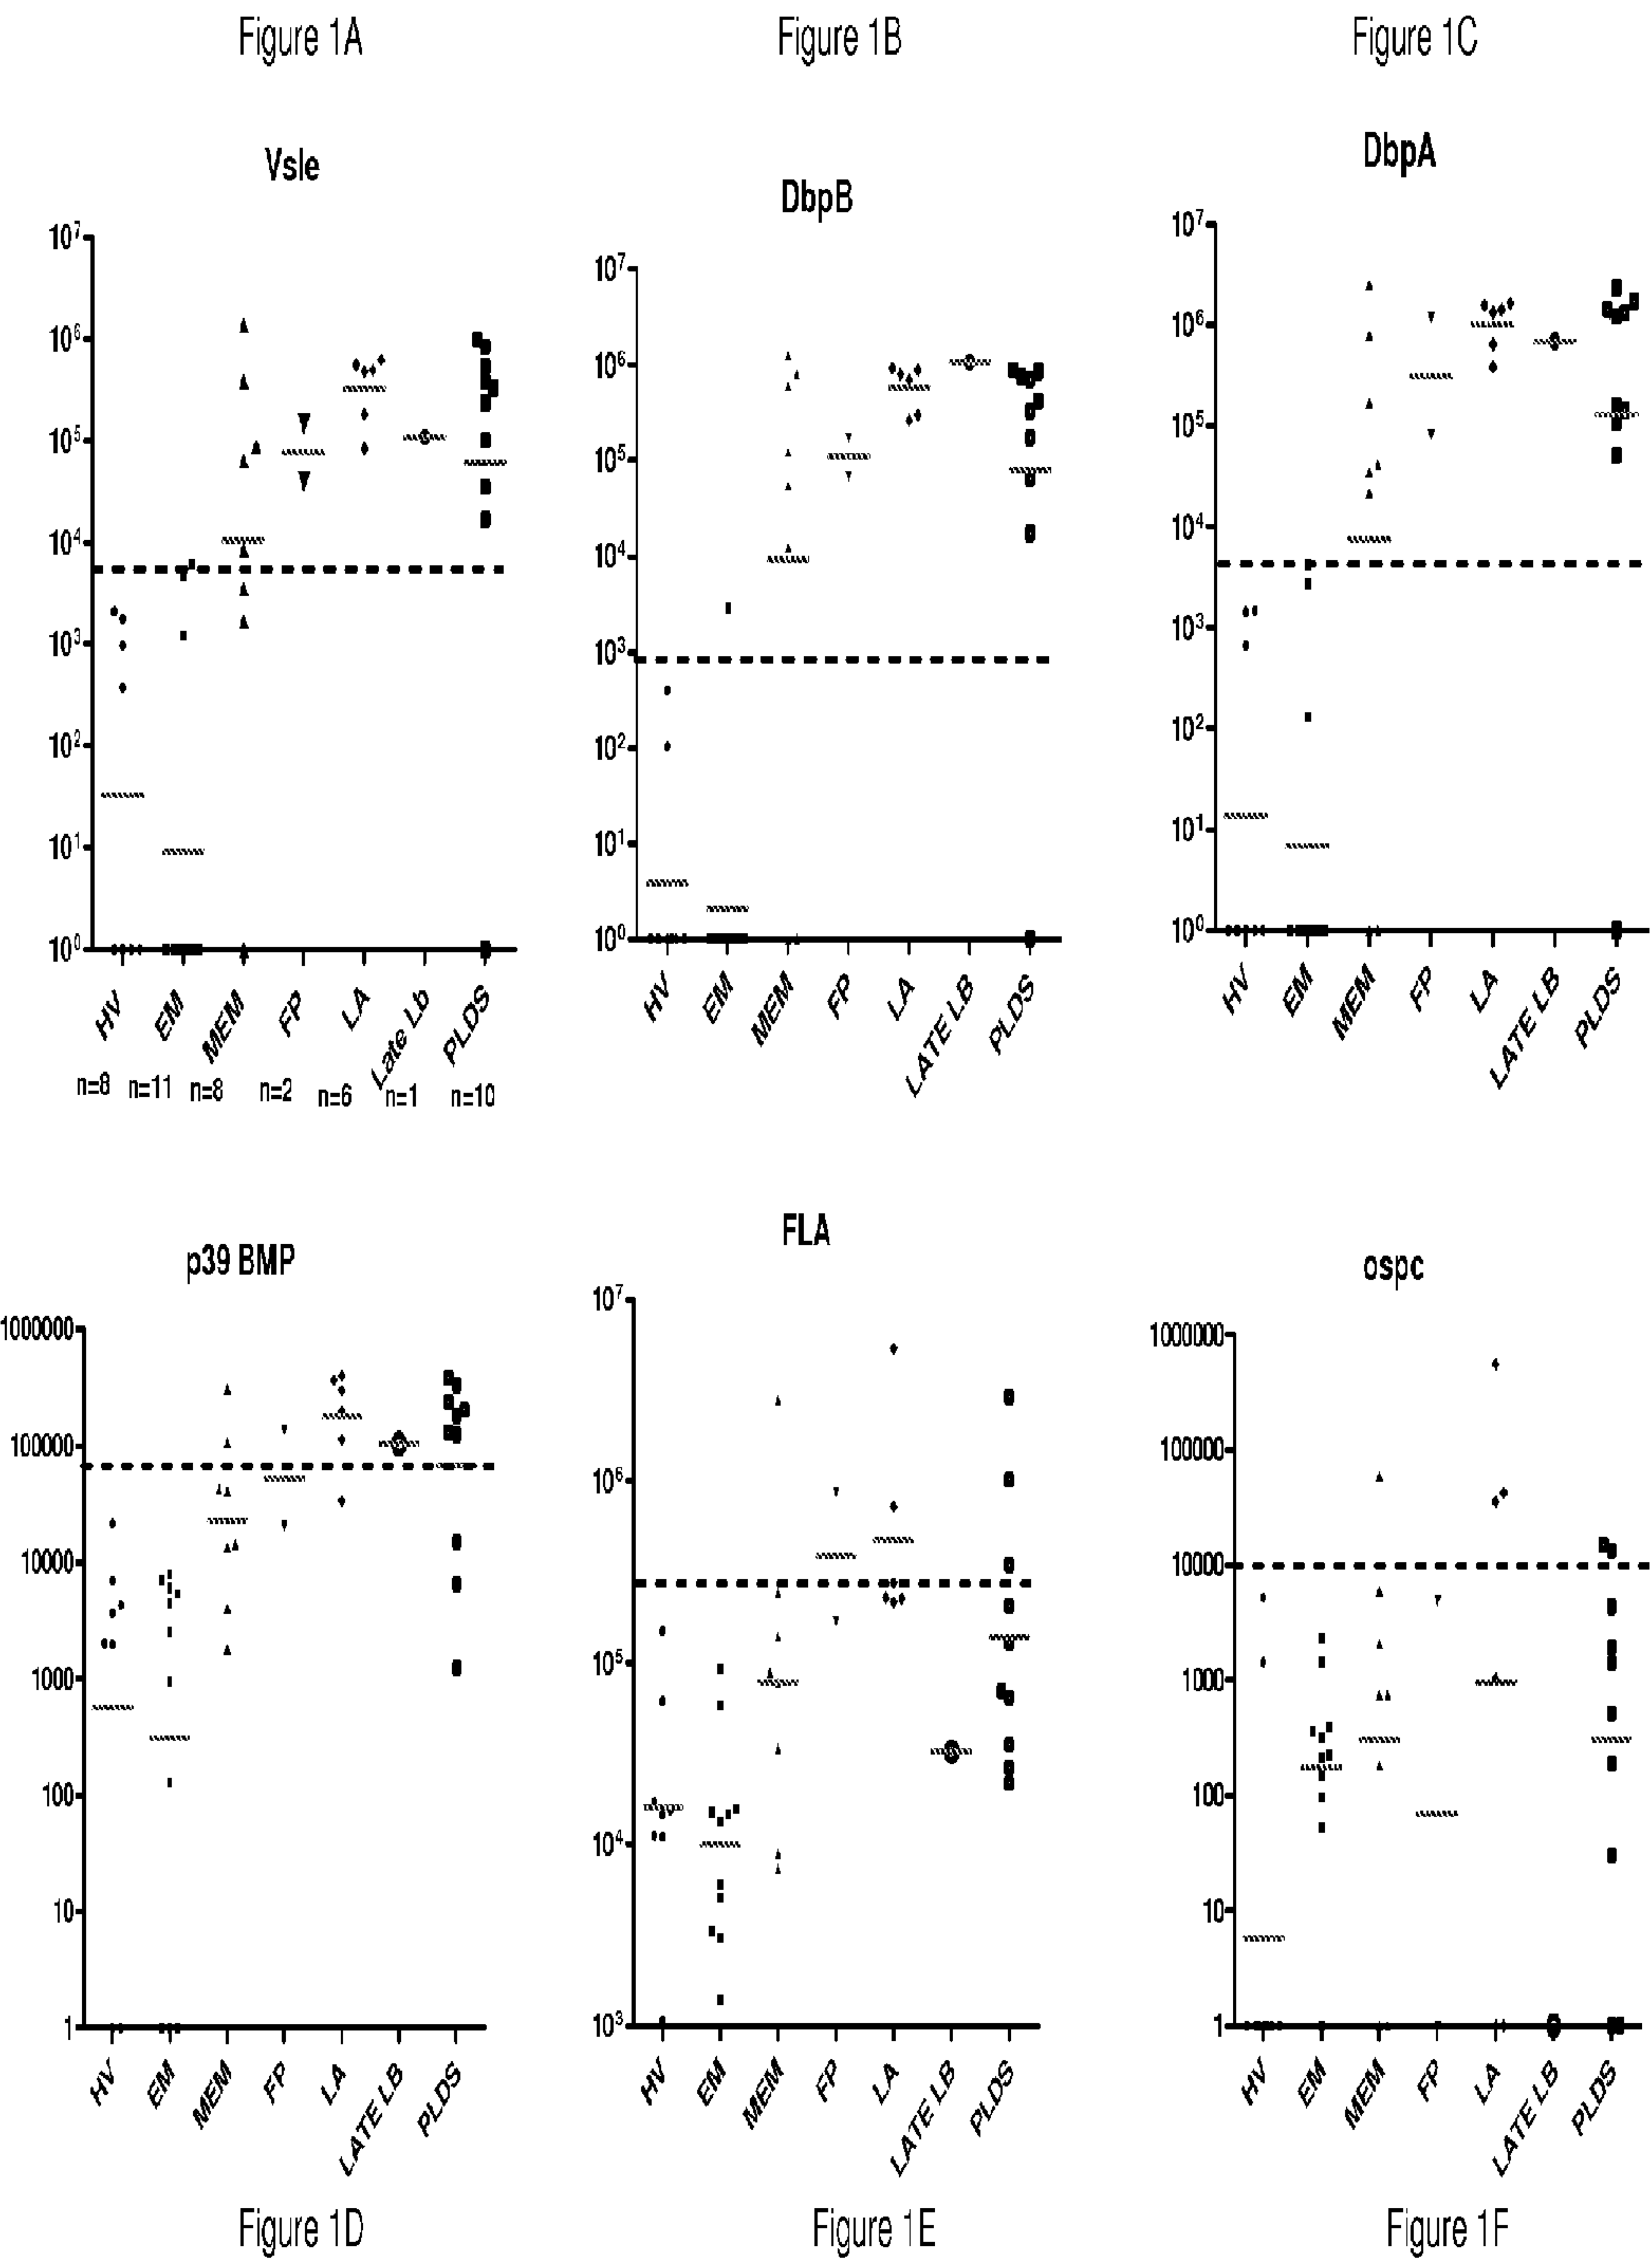 Figure 1A
Figure 1B
Figure 1C
Vsle
10⁷
10⁶
10⁵
10⁴
10³
10²
10¹
10⁰
HV
EM
MEM
FP
LA
Late Lb
PLDS
n=8
n=11
n=8
n=2
n=6
n=1
n=10
DbpB
10⁷
10⁶
10⁵
10⁴
10³
10²
10¹
10⁰
HV
EM
MEM
FP
LA
LATE LB
PLDS
DbpA
10⁷
10⁶
10⁵
10⁴
10³
10²
10¹
10⁰
HV
EM
MEM
FP
LA
LATE LB
PLDS
p39 BMP
1000000
100000
10000
1000
100
10
1
HV
EM
MEM
FP
LA
LATE LB
PLDS
FLA
10⁷
10⁶
10⁵
10⁴
10³
HV
EM
MEM
FP
LA
LATE LB
PLDS
ospc
1000000
100000
10000
1000
100
10
1
HV
EM
MEM
FP
LA
LATE LB
PLDS
Figure 1D
Figure 1E
Figure 1F